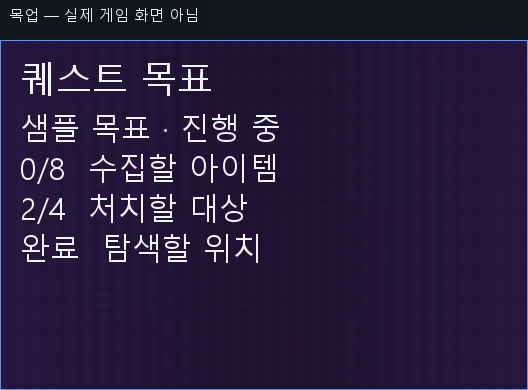 목업 — 실제 게임 화면 아님
퀘스트 목표
샘플 목표 · 진행 중
0/8 수집할 아이템
2/4 처치할 대상
완료 탐색할 위치